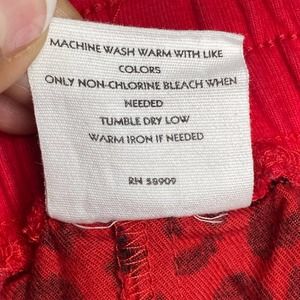 MACHINE WASH WARM WITH LIKE
COLORS
ONLY NON-CHLORINE BLEACH WHEN
NEEDED
TUMBLE DRY LOW
WARM IRON IF NEEDED
RN 58909